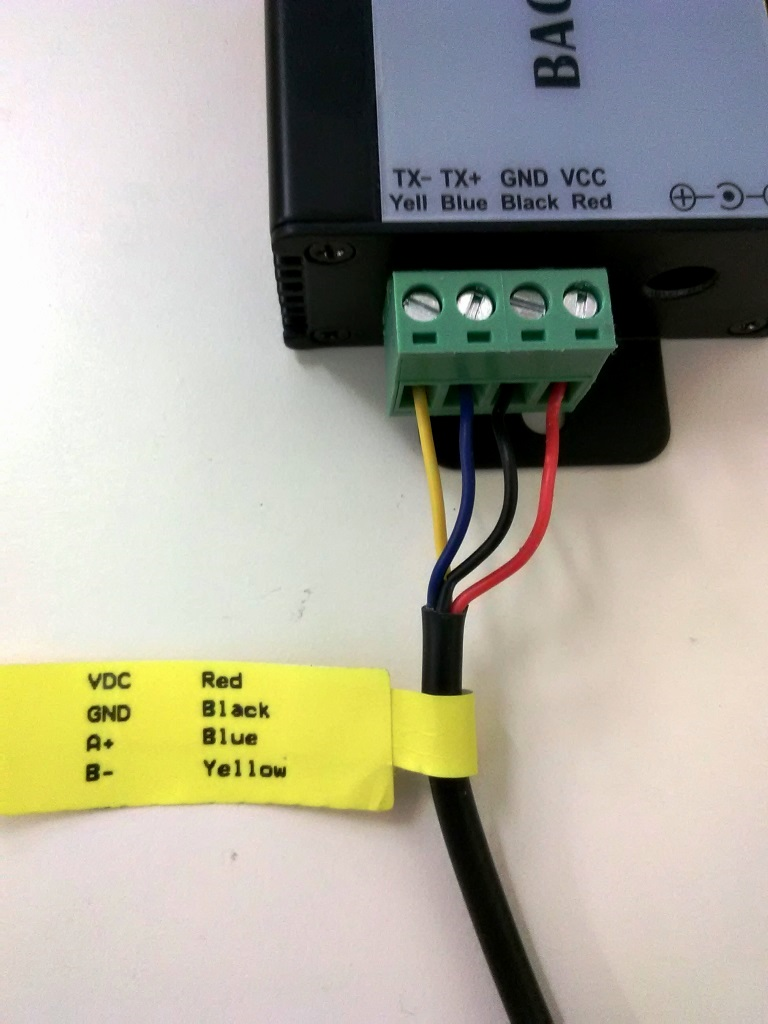 BAC
TX- TX+ GND VCC
Yell Blue Black Red
VDC Red
GND Black
A+ Blue
B- Yellow